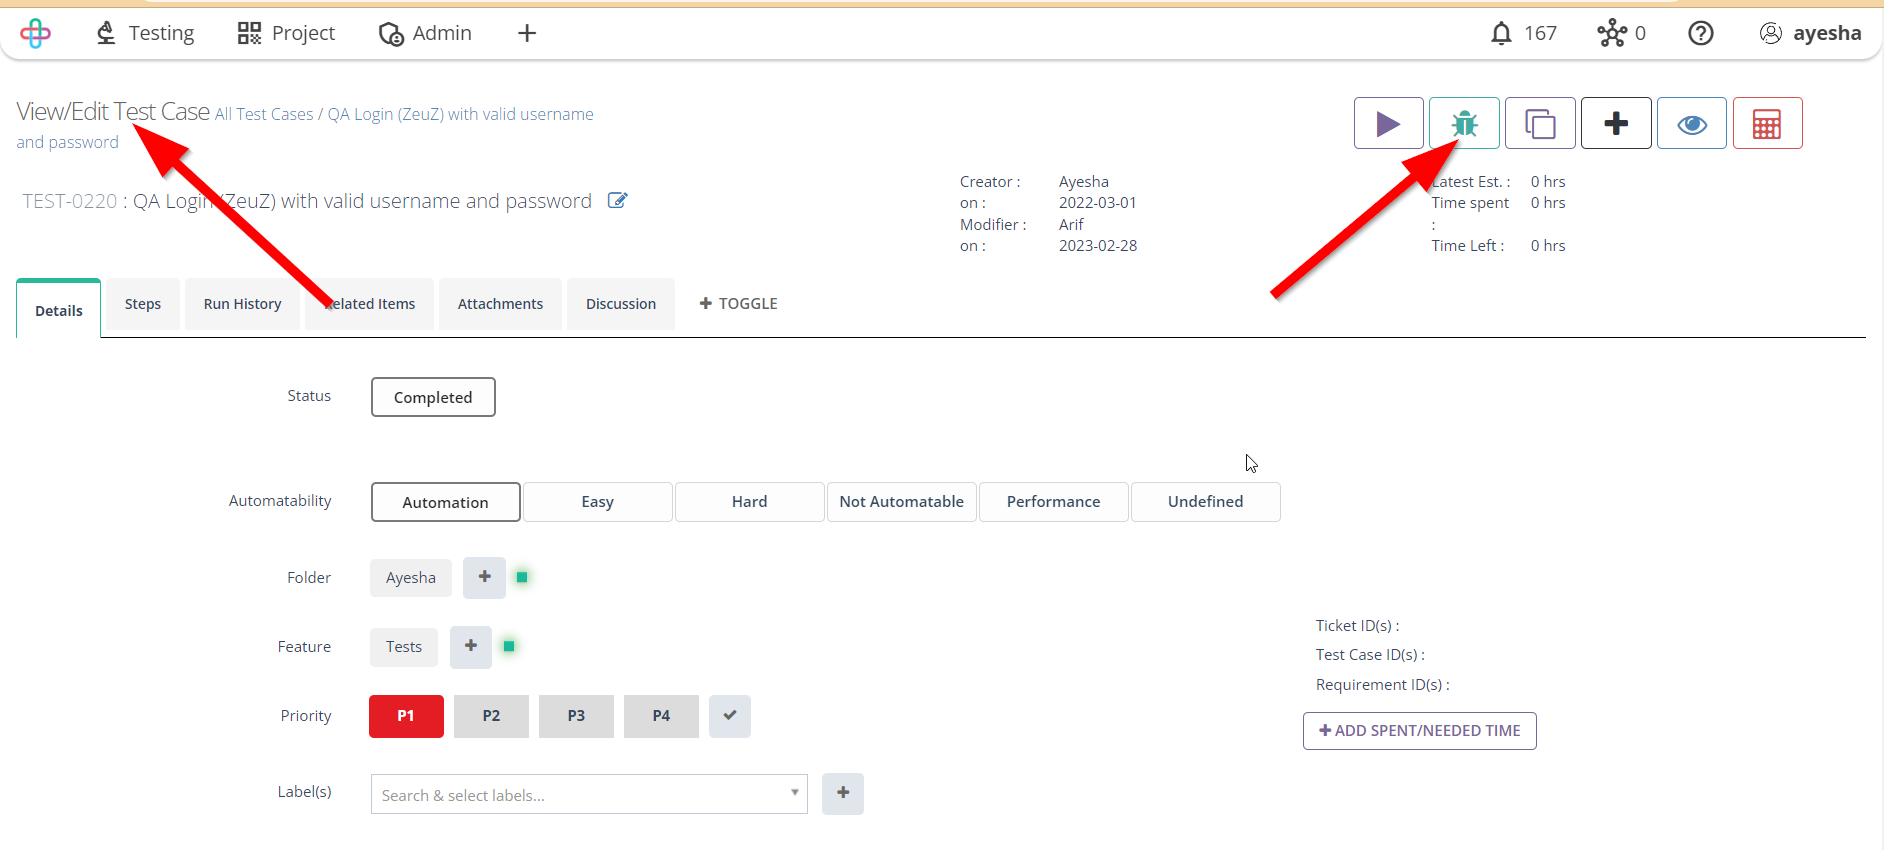 Testing Project Admin 167 0 ayesha
View/Edit Test Case All Test Cases / QA Login (ZeuZ) with valid username
and password
TEST-0220 : QA Login (ZeuZ) with valid username and password
Creator : Ayesha
on : 2022-03-01
Modifier : Arif
on : 2023-02-28
Latest Est. : 0 hrs
Time spent 0 hrs
:
Time Left : 0 hrs
Details Steps Run History Related Items Attachments Discussion TOGGLE
Status Completed
Automatability Automation Easy Hard Not Automatable Performance Undefined
Folder Ayesha
Feature Tests
Priority P1 P2 P3 P4
Label(s) Search & select labels...
Ticket ID(s) :
Test Case ID(s) :
Requirement ID(s) :
ADD SPENT/NEEDED TIME